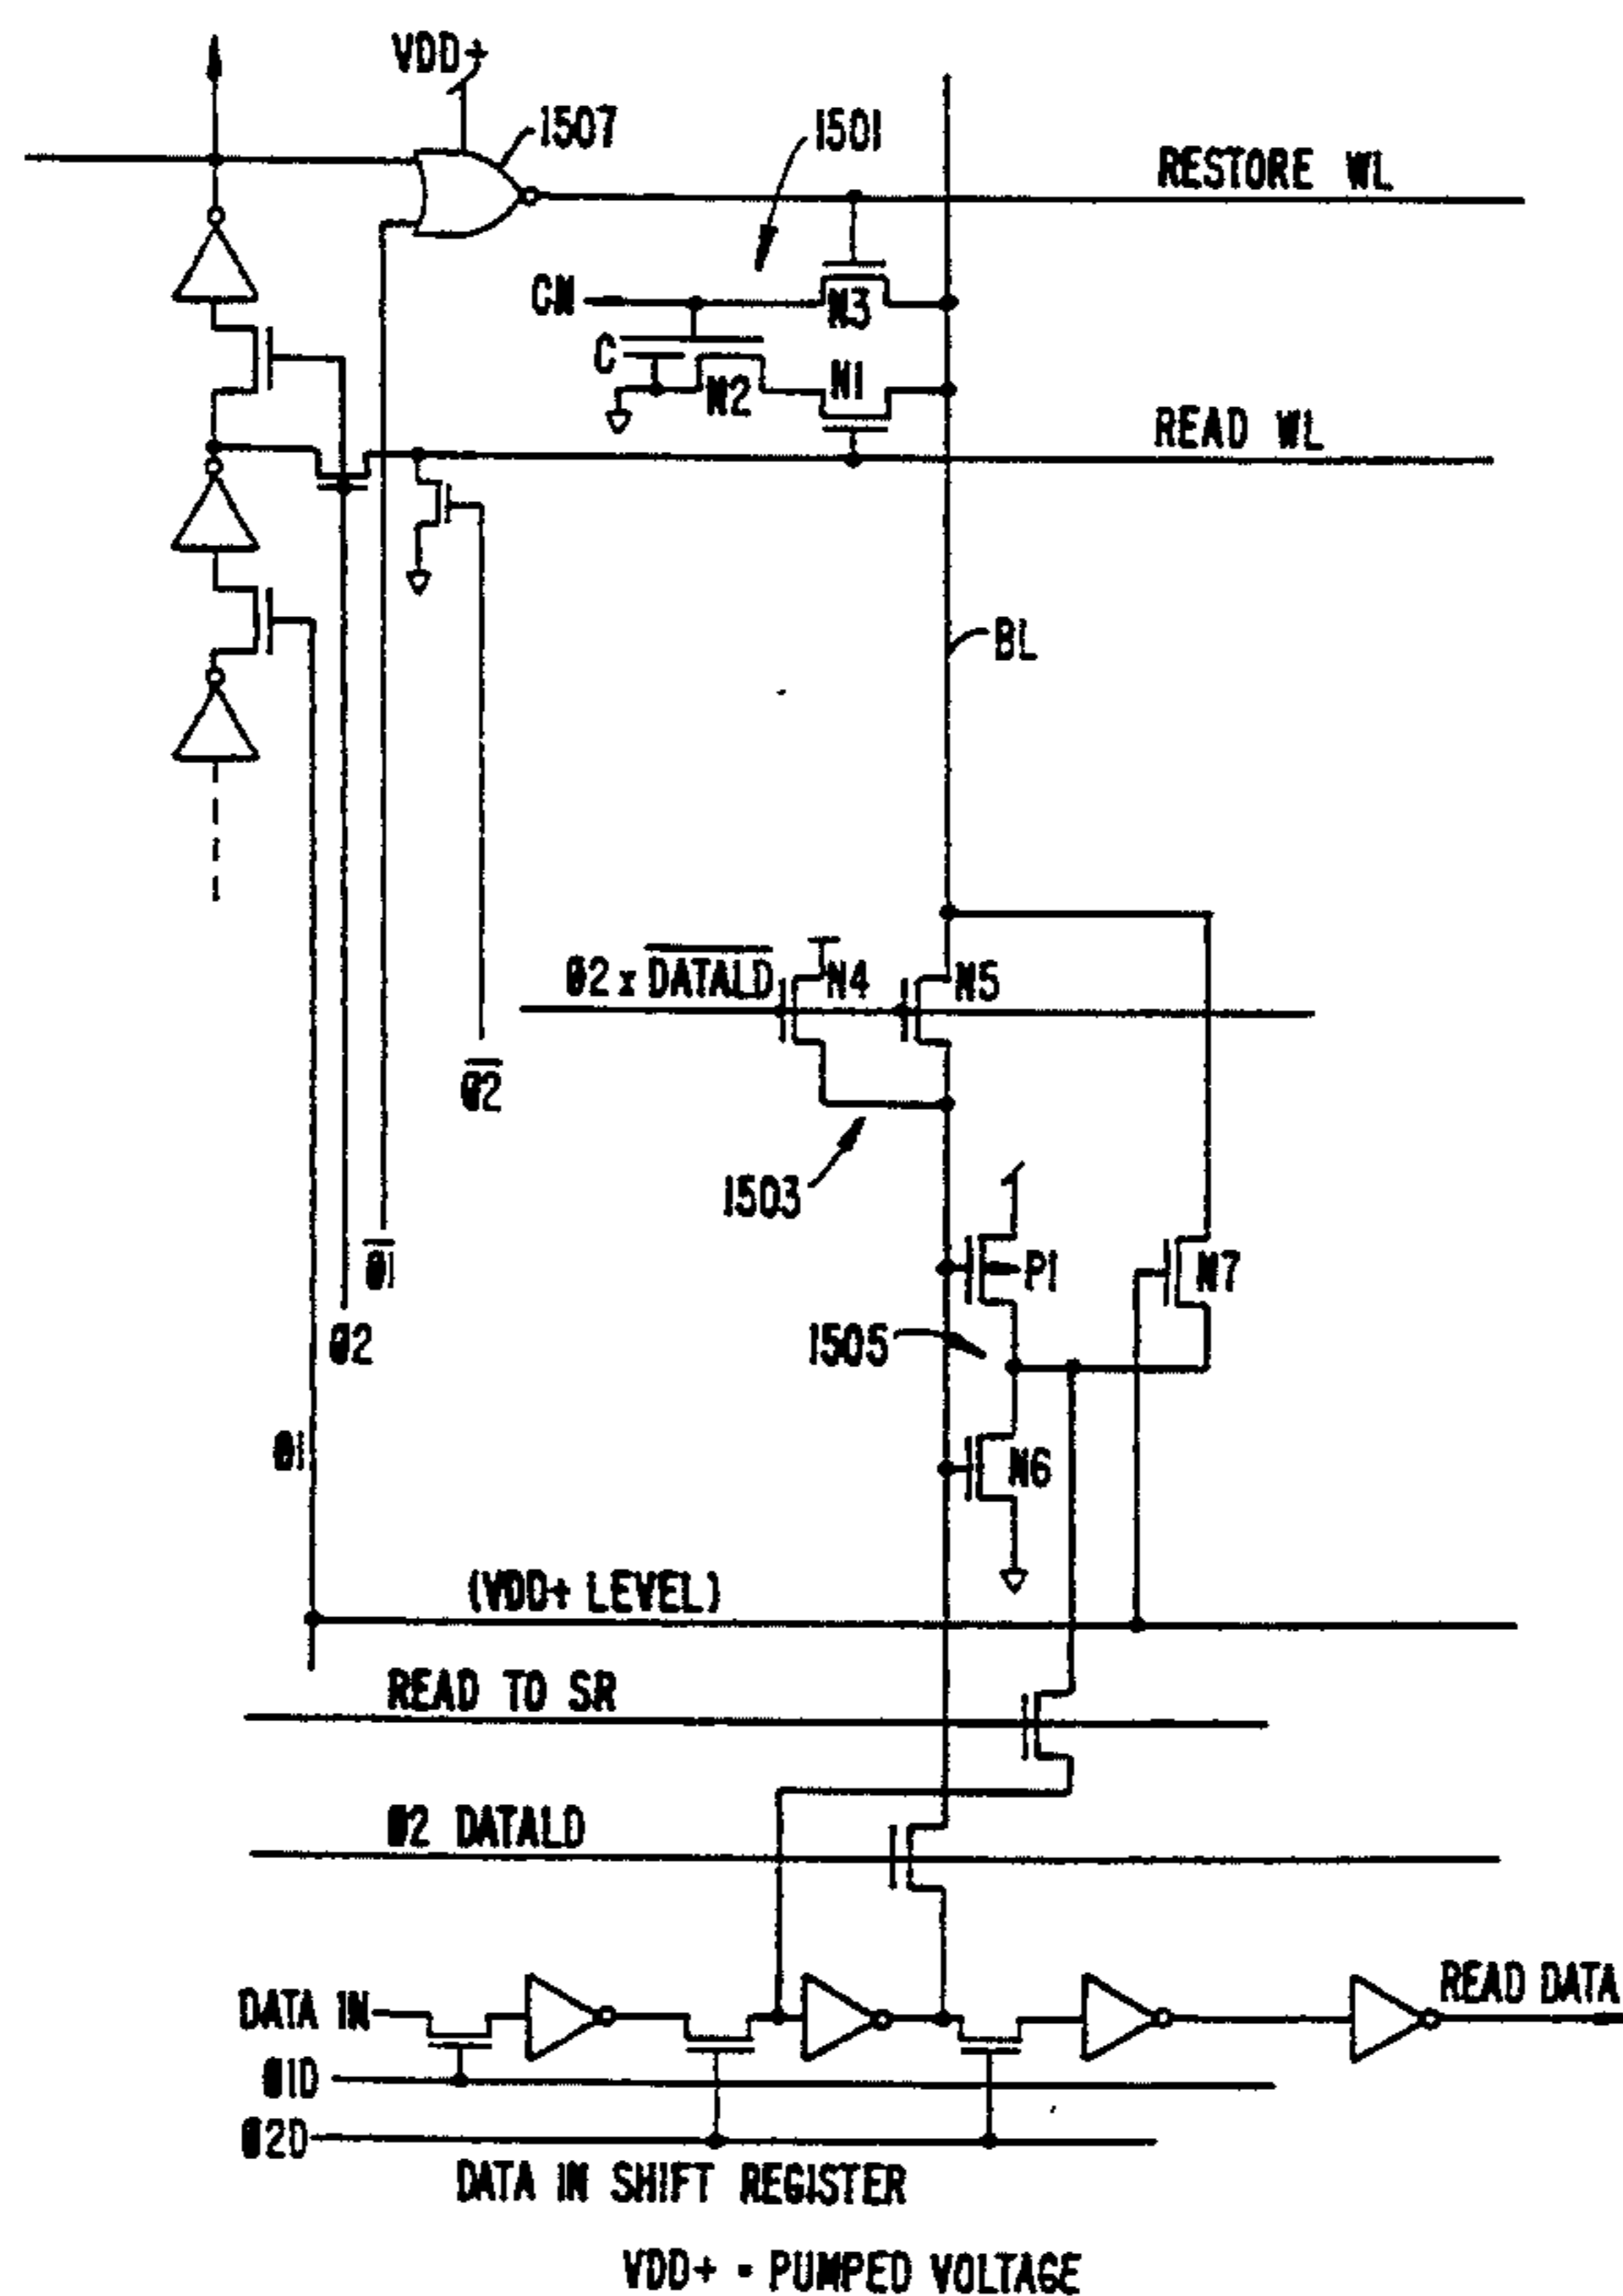 VDD+
1507
1501
RESTORE WL
CM
N3
C
N2
N1
READ WL
BL
Ø2 x DATALD
N4
N5
Ø2
1503
Ø1
P1
N7
Ø2
1505
Ø1
N6
(VDD+ LEVEL)
READ TO SR
Ø2 DATALD
DATA IN
READ DATA
Ø1D
Ø2D
DATA IN SHIFT REGISTER
VDD+ = PUMPED VOLTAGE